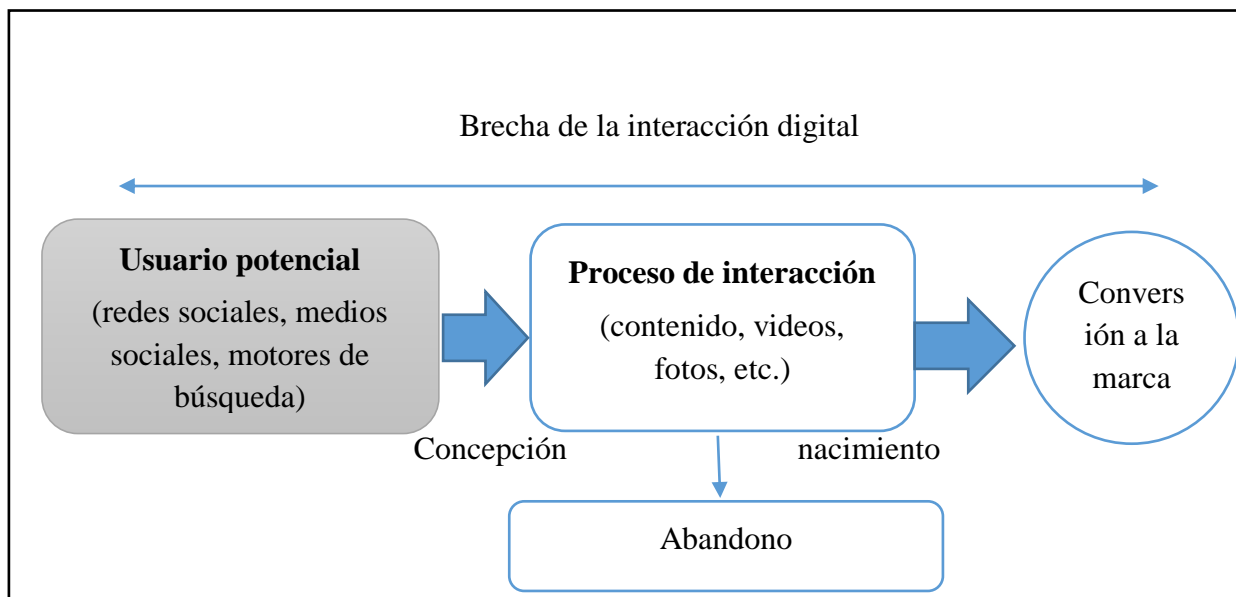 Brecha de la interacción digital
Usuario potencial
(redes sociales, medios
sociales, motores de
búsqueda)
Proceso de interacción
(contenido, videos,
fotos, etc.)
Convers
ión a la
marca
Concepción
nacimiento
Abandono